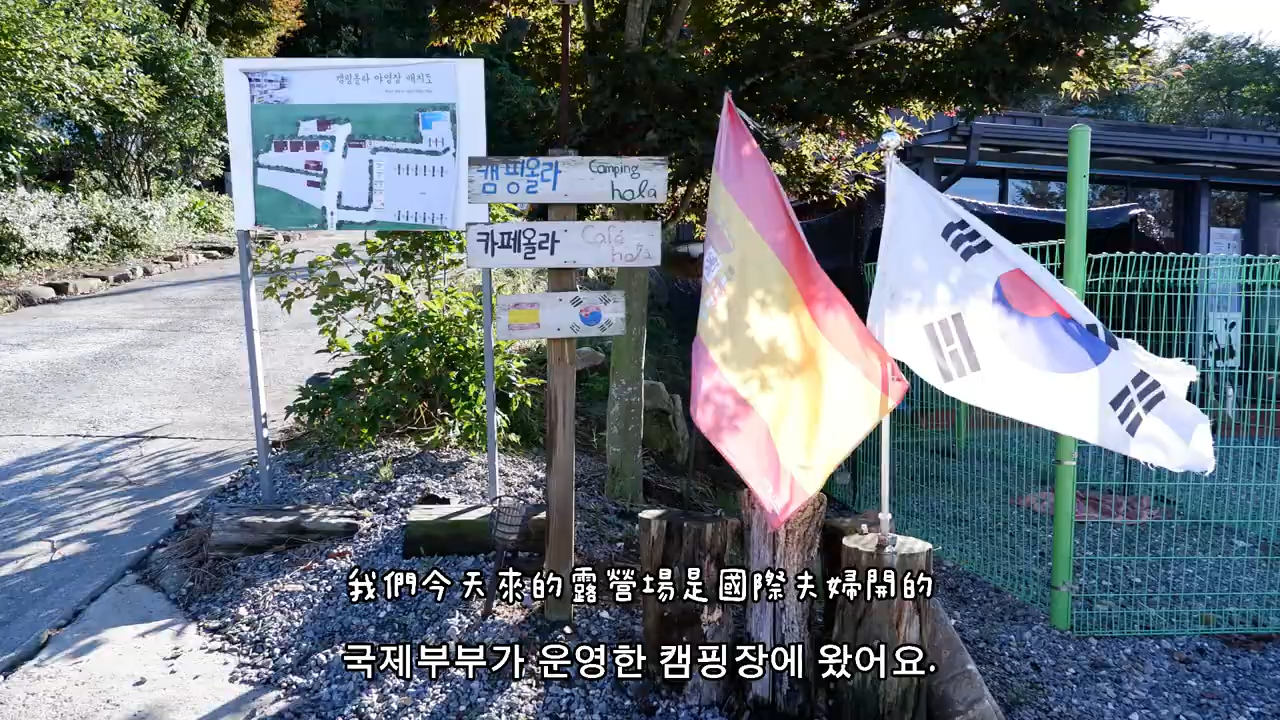 캠핑올라 야영장 배치도
캠핑올라
Camping
hola
카페올라
Café
hola
我們今天來的露營場是國際夫婦開的
국제부부가 운영한 캠핑장에 왔어요.